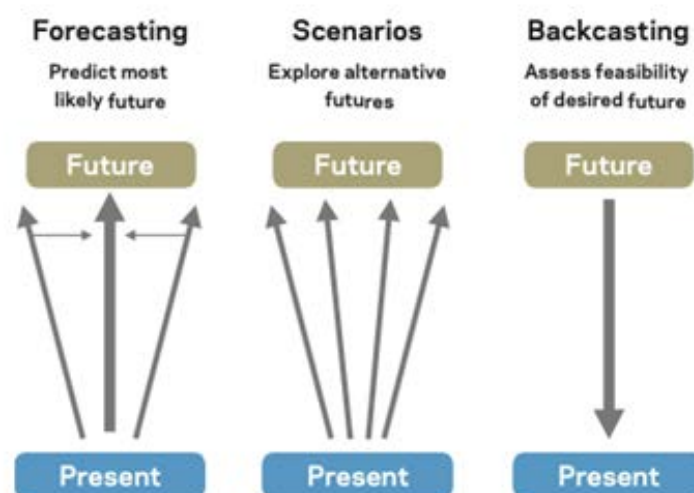 Forecasting
Predict most
likely future
Future
Present
Scenarios
Explore alternative
futures
Future
Present
Backcasting
Assess feasibility
of desired future
Future
Present